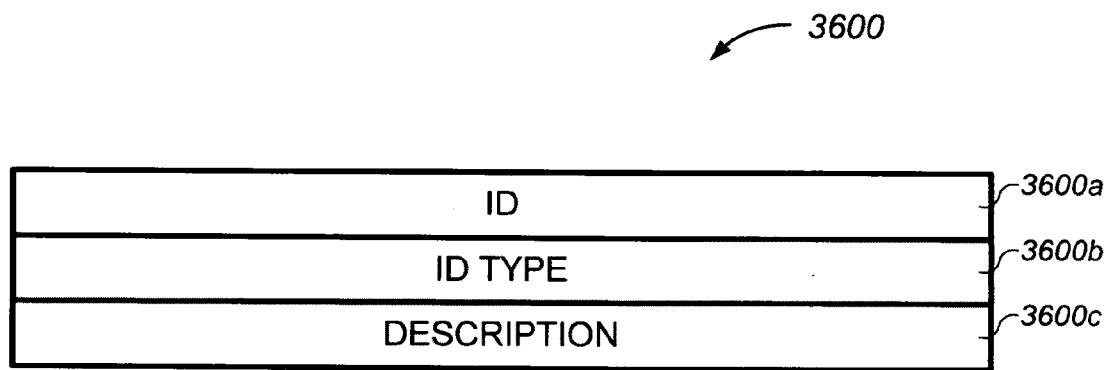 3600
ID
3600a
ID TYPE
3600b
DESCRIPTION
3600c